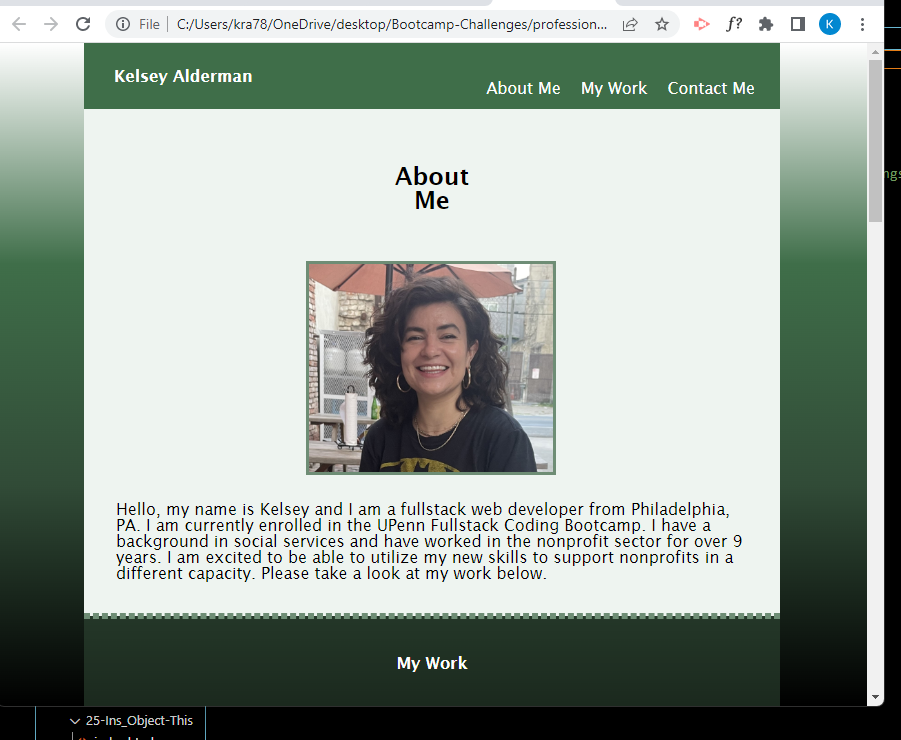 File | C:/Users/kra78/OneDrive/desktop/Bootcamp-Challenges/profession...
f?
K
Kelsey Alderman
About Me My Work Contact Me
ngs
About
Me
Hello, my name is Kelsey and I am a fullstack web developer from Philadelphia,
PA. I am currently enrolled in the UPenn Fullstack Coding Bootcamp. I have a
background in social services and have worked in the nonprofit sector for over 9
years. I am excited to be able to utilize my new skills to support nonprofits in a
different capacity. Please take a look at my work below.
My Work
25-Ins_Object-This